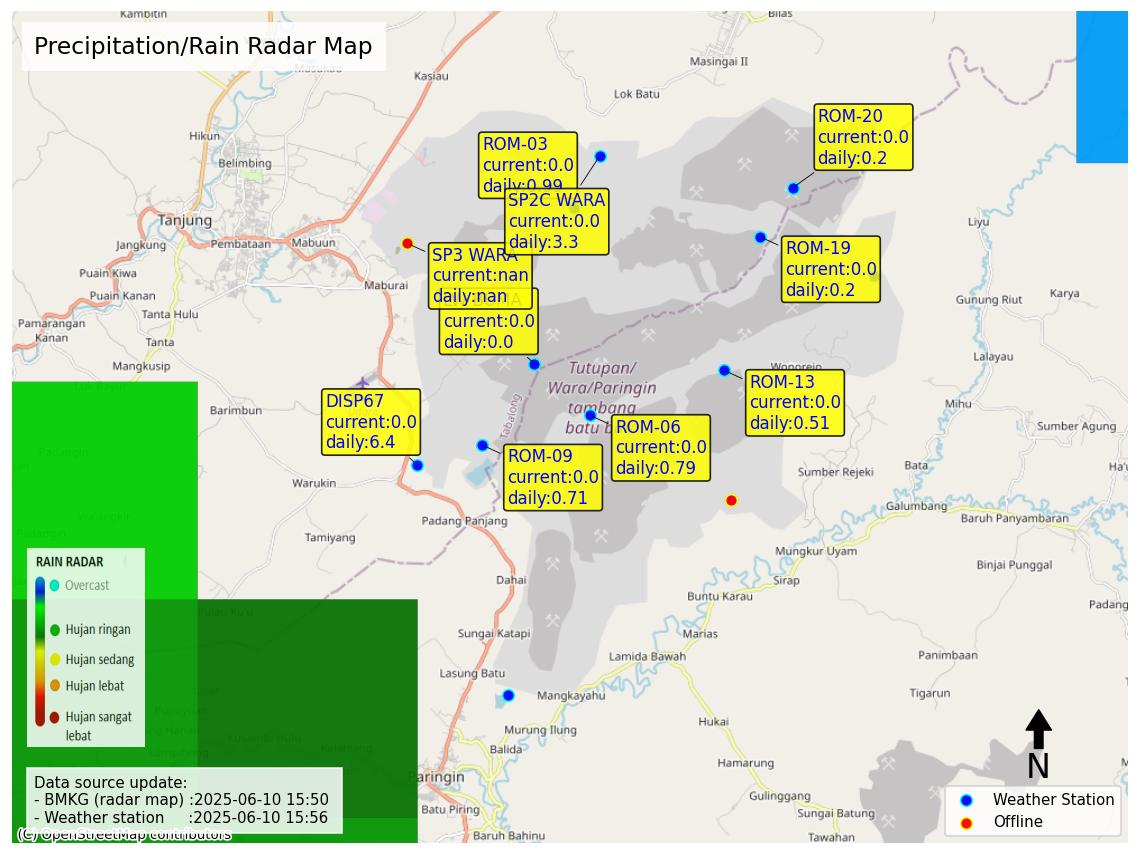 Precipitation/Rain Radar Map
Kambitin
Bilas
Masingai II
Kasiau
Lok Batu
Hikun
Belimbing
ROM-03
current:0.0
daily:0.99
SP2C WARA
current:0.0
daily:3.3
ROM-20
current:0.0
daily:0.2
Tanjung
Jangkung
Pembataan
Mabuun
Liyu
SP3 WARA
current:nan
daily:nan
ROM-19
current:0.0
daily:0.2
Puain Kiwa
Puain Kanan
Maburai
Gunung Riut
Karya
Tanta Hulu
Pamarangan
Kanan
Tanta
current:0.0
daily:0.0
Mangkusip
Lalayau
Tutupan/
Wara/Paringin
tambang
batu b
Wonorejo
ROM-13
current:0.0
daily:0.51
DISP67
current:0.0
daily:6.4
Barimbun
Tabalong
Mihu
Sumber Agung
ROM-06
current:0.0
daily:0.79
ROM-09
current:0.0
daily:0.71
Warukin
Sumber Rejeki
Bata
Ha'u
Galumbang
Padang Panjang
Baruh Panyambaran
Tamiyang
Mungkur Uyam
Binjai Punggal
Dahai
Sirap
Buntu Karau
Padang
RAIN RADAR
Overcast
Hujan ringan
Hujan sedang
Hujan lebat
Hujan sangat
lebat
Sungai Katapi
Marias
Lamida Bawah
Panimbaan
Lasung Batu
Mangkayahu
Tigarun
Murung Ilung
Hukai
Balida
Hamarung
N
Paringin
Batu Piring
Gulinggang
Sungai Batung
Baruh Bahinu
Tawahan
Data source update:
- BMKG (radar map) :2025-06-10 15:50
- Weather station :2025-06-10 15:56
(C) OpenStreetMap contributors
Weather Station
Offline